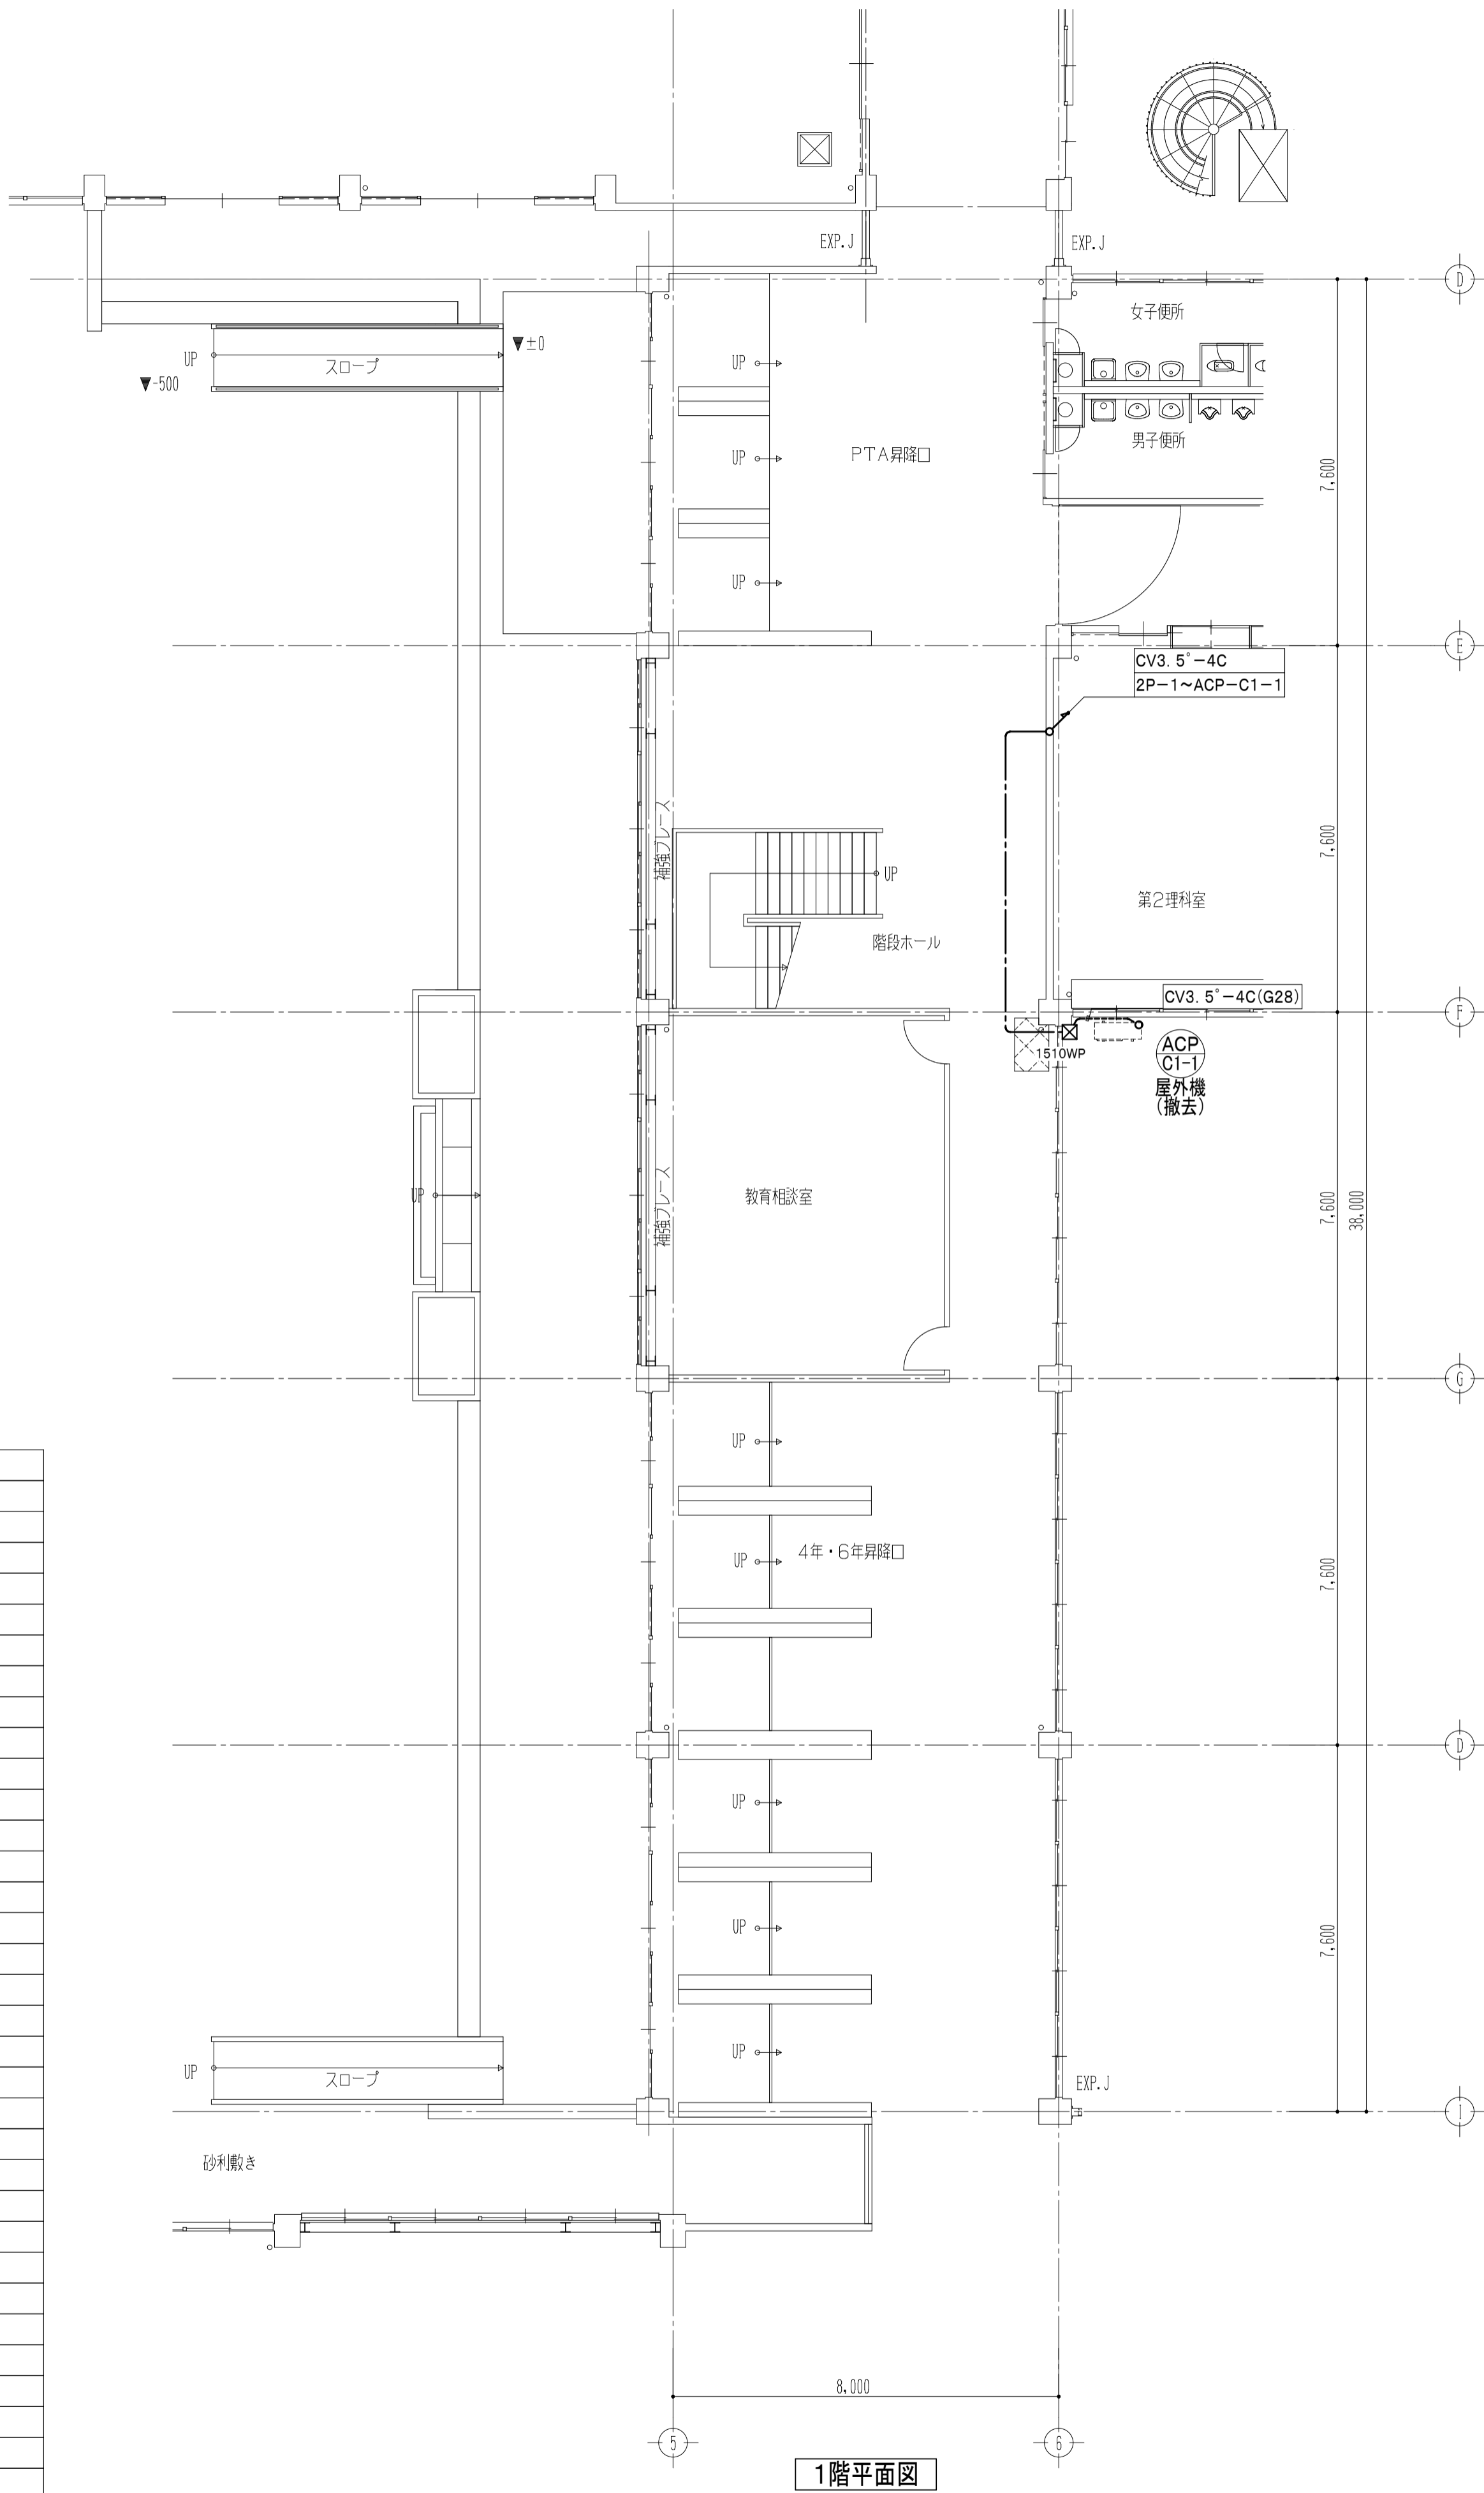 EXP.J
EXP.J
D
女子便所
UP
スロープ
▼±0
▼-500
UP
男子便所
UP
PTA昇降口
7,600
UP
E
CV3.5°-4C
2P-1～ACP-C1-1
補強ブレース
7,600
UP
第2理科室
階段ホール
CV3.5°-4C(G28)
F
1510WP
ACP
C1-1
屋外機
(撤去)
UP
補強ブレース
教育相談室
7,600
38,000
G
UP
UP
4年・6年昇降口
7,600
D
UP
UP
7,600
UP
UP
スロープ
EXP.J
I
砂利敷き
8,000
5
6
1階平面図